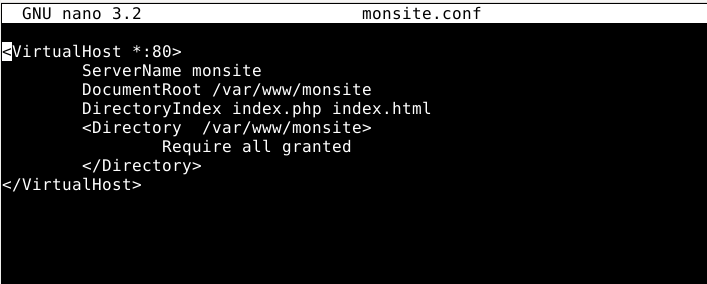 GNU nano 3.2 monsite.conf
<VirtualHost *:80>
ServerName monsite
DocumentRoot /var/www/monsite
DirectoryIndex index.php index.html
<Directory  /var/www/monsite>
Require all granted
</Directory>
</VirtualHost>